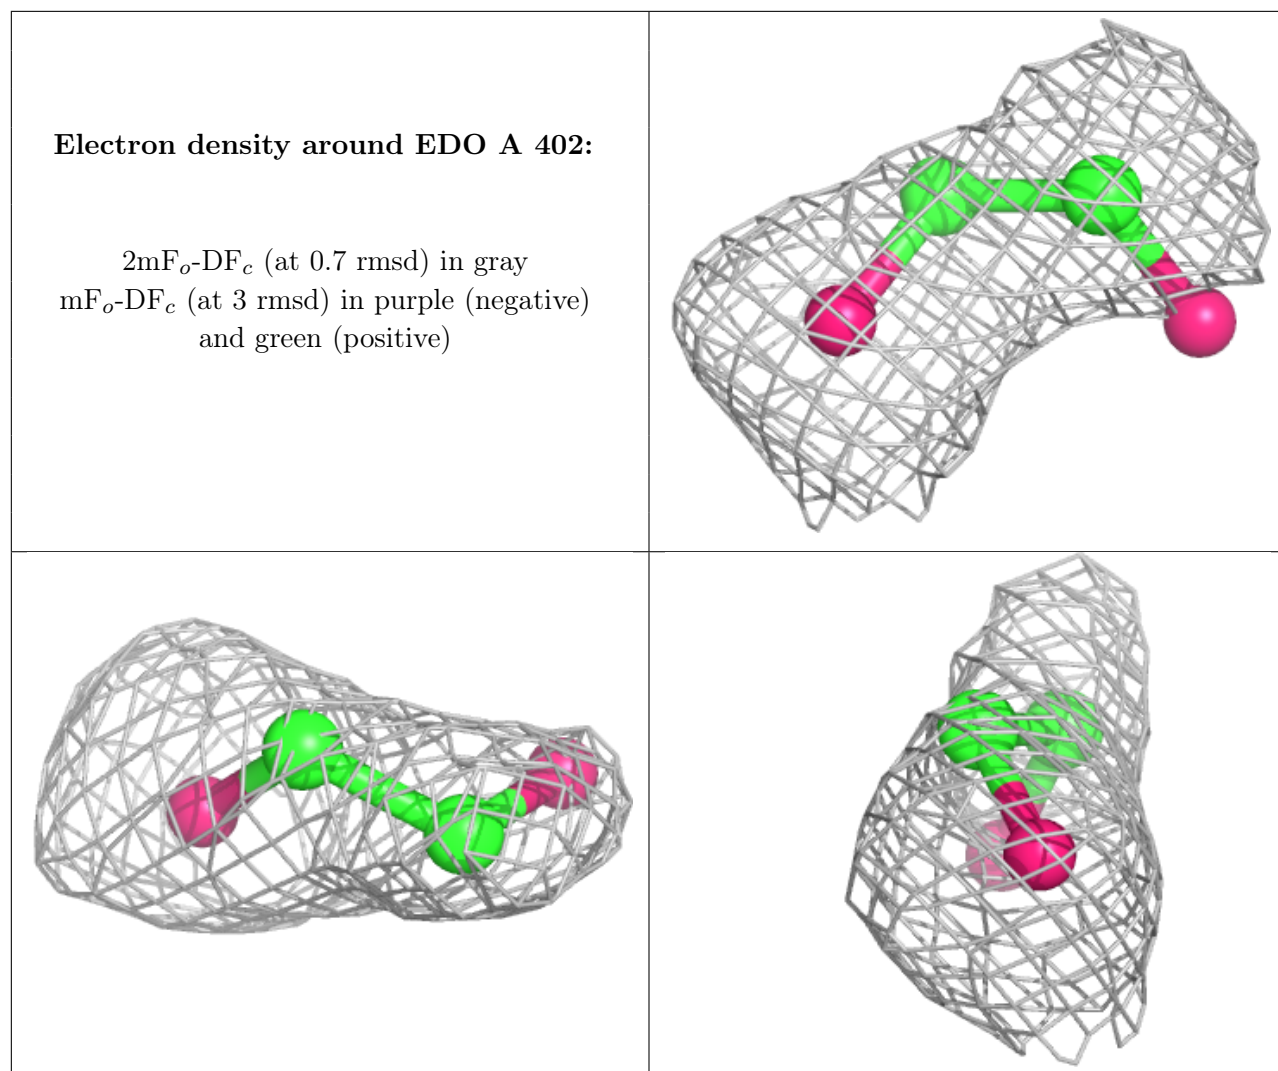 Electron density around EDO A 402:
2mFₒ-DF𝒸 (at 0.7 rmsd) in gray
mFₒ-DF𝒸 (at 3 rmsd) in purple (negative)
and green (positive)